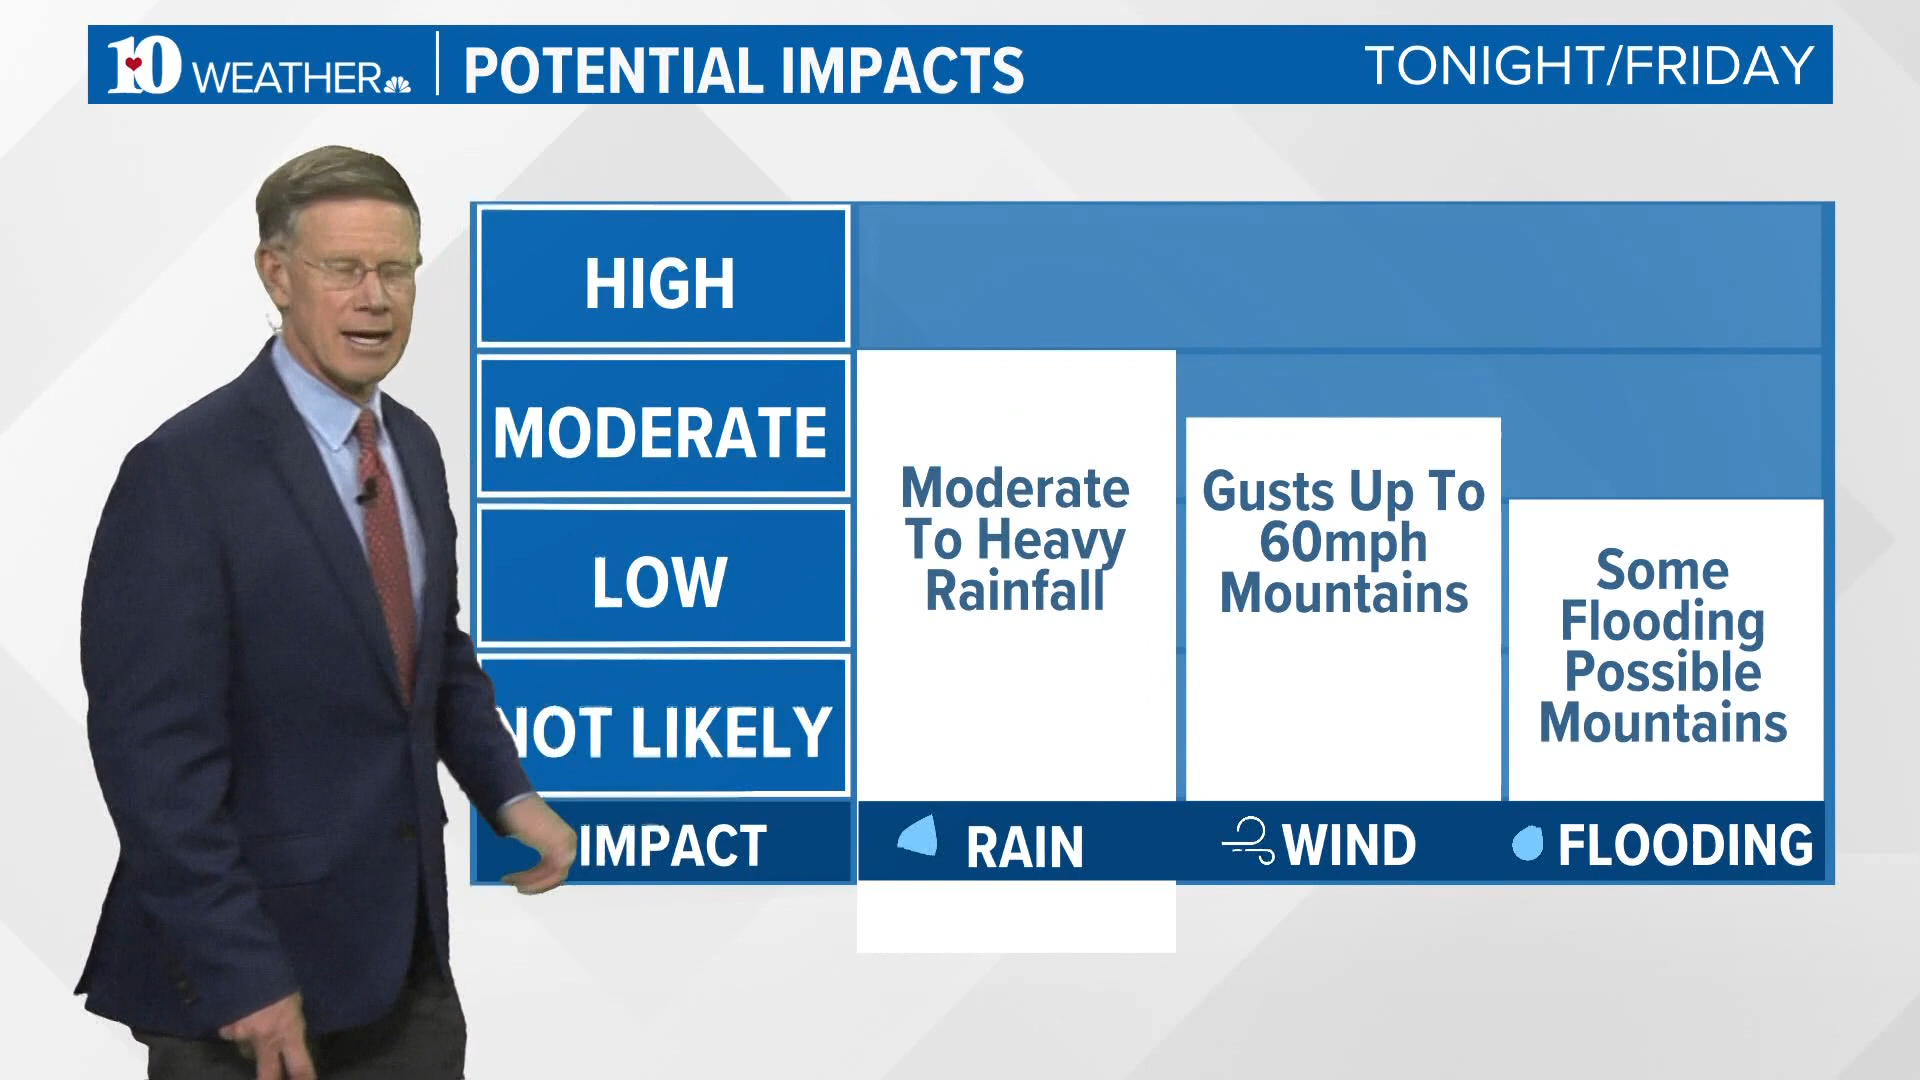 10 WEATHER
POTENTIAL IMPACTS
TONIGHT/FRIDAY
HIGH
MODERATE
LOW
NOT LIKELY
IMPACT
Moderate
To Heavy
Rainfall
Gusts Up To
60mph
Mountains
Some
Flooding
Possible
Mountains
RAIN
WIND
FLOODING